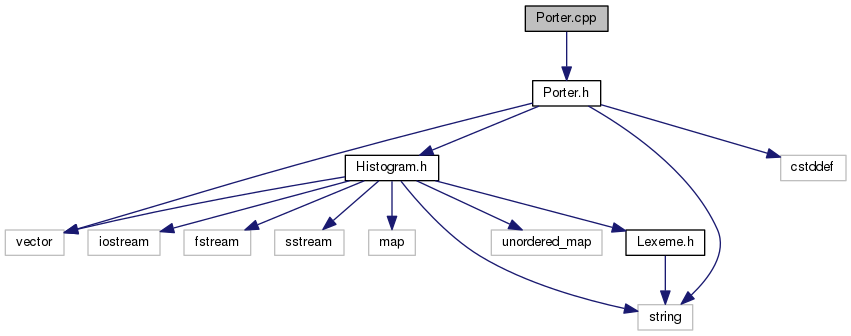 Porter.cpp
Porter.h
Histogram.h
cstddef
vector
iostream
fstream
sstream
map
unordered_map
Lexeme.h
string